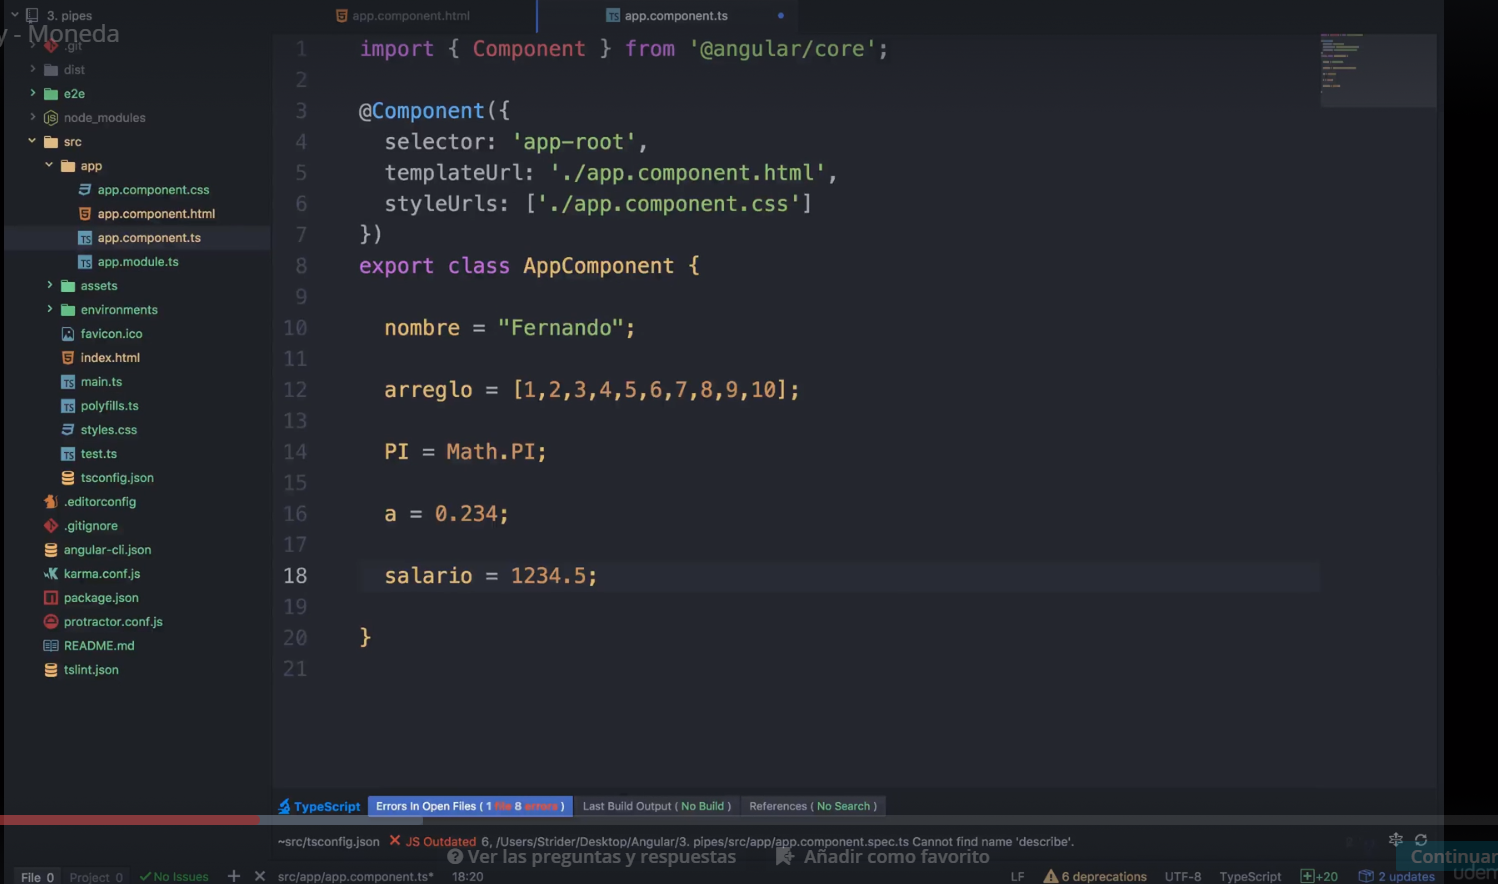 3. pipes
y - Moneda
.git
dist
e2e
node_modules
src
app
app.component.css
app.component.html
app.component.ts
app.module.ts
assets
environments
favicon.ico
index.html
main.ts
polyfills.ts
styles.css
test.ts
tsconfig.json
.editorconfig
.gitignore
angular-cli.json
karma.conf.js
package.json
protractor.conf.js
README.md
tslint.json
app.component.html
app.component.ts
1 import { Component } from '@angular/core';
2
3 @Component({
4 selector: 'app-root',
5 templateUrl: './app.component.html',
6 styleUrls: ['./app.component.css']
7 })
8 export class AppComponent {
9
10 nombre = "Fernando";
11
12 arreglo = [1,2,3,4,5,6,7,8,9,10];
13
14 PI = Math.PI;
15
16 a = 0.234;
17
18 salario = 1234.5;
19
20 }
21
TypeScript Errors In Open Files ( 1 file 8 errors ) Last Build Output ( No Build ) References ( No Search )
~src/tsconfig.json JS Outdated 6, /Users/Strider/Desktop/Angular/3. pipes/src/app/app.component.spec.ts Cannot find name 'describe'.
Ver las preguntas y respuestas Añadir como favorito Continuar
File 0 Project 0 No Issues src/app/app.component.ts* 18:20 LF 6 deprecations UTF-8 TypeScript +20 2 updates
udem